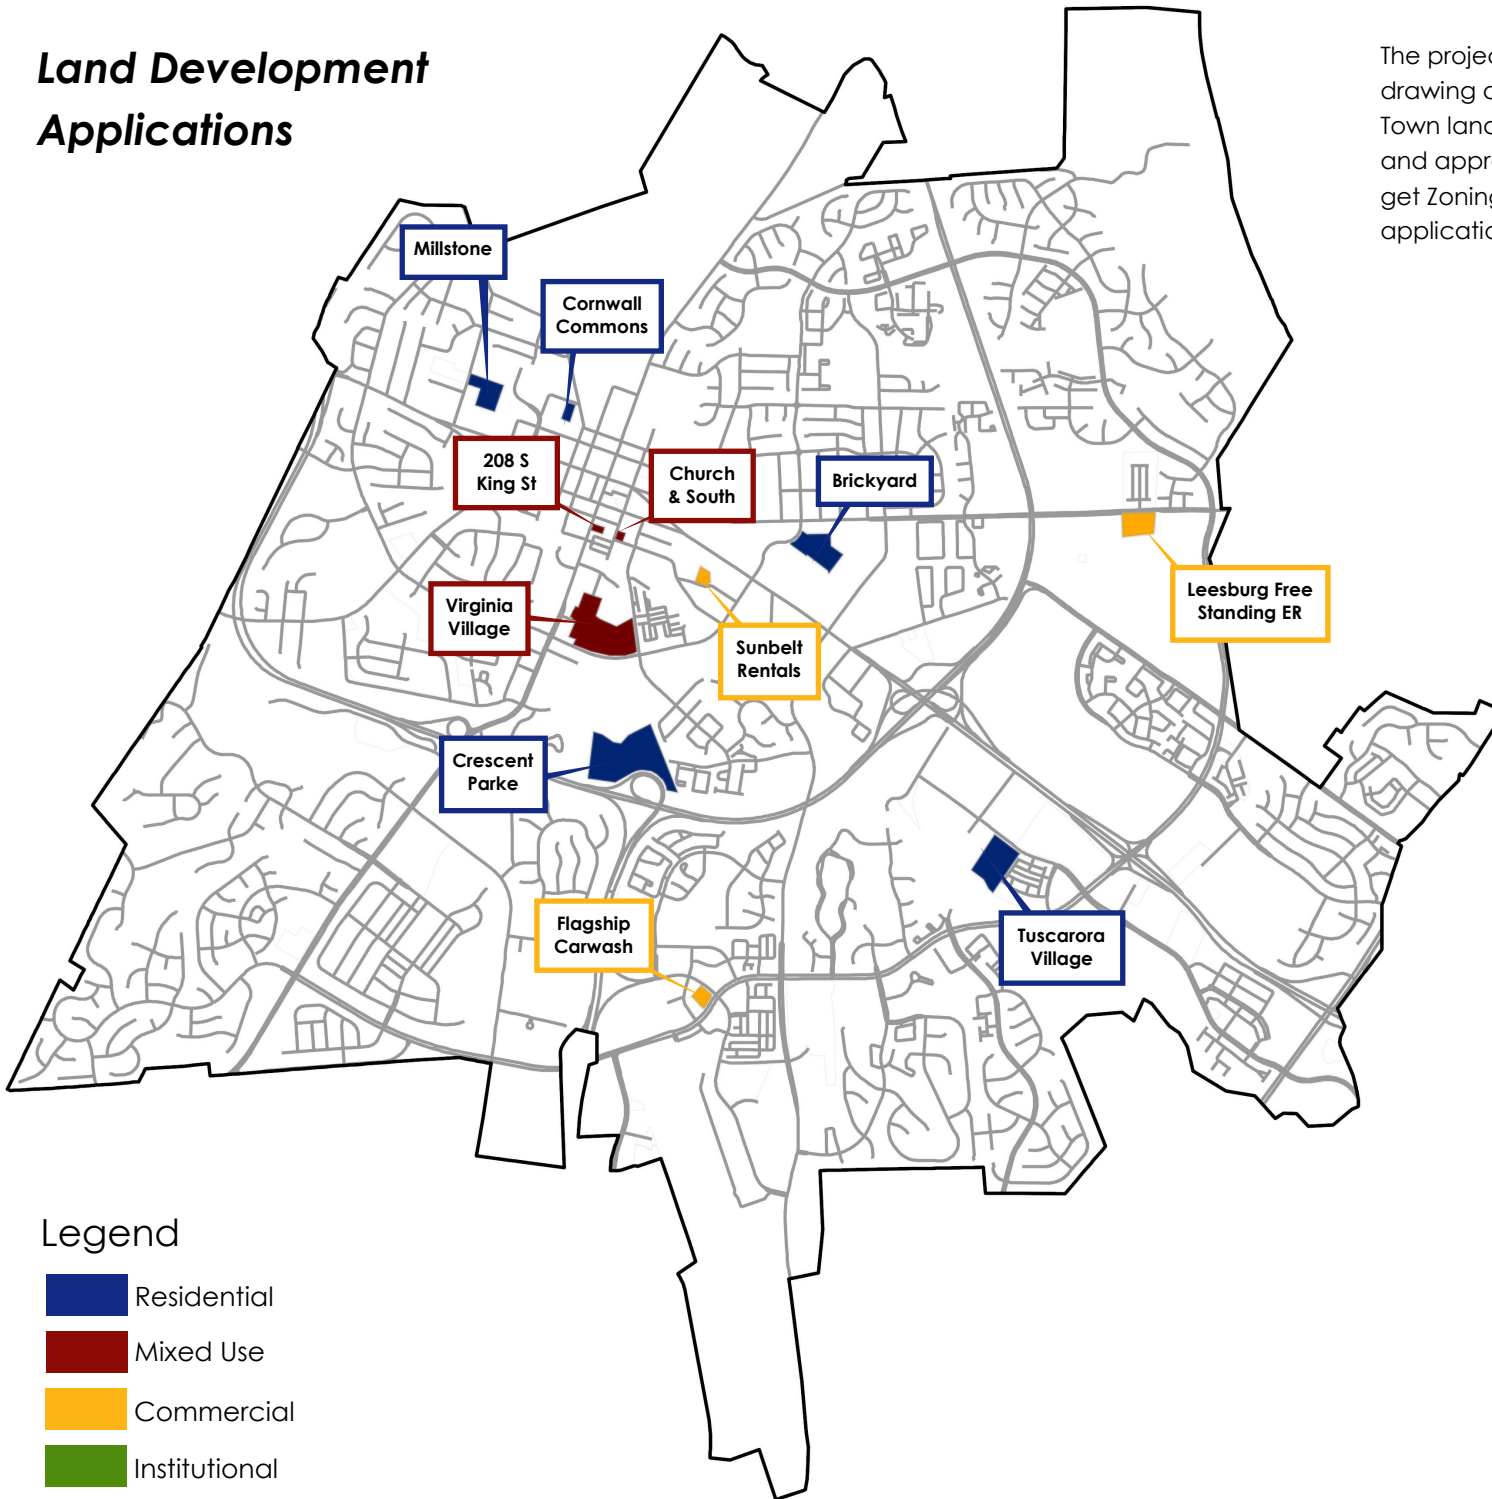 Land Development
Applications
The projec
drawing o
Town land
and appro
get Zoning
applicatio
Millstone
Cornwall
Commons
208 S
King St
Church
& South
Brickyard
Leesburg Free
Standing ER
Virginia
Village
Sunbelt
Rentals
Crescent
Parke
Flagship
Carwash
Tuscarora
Village
Legend
Residential
Mixed Use
Commercial
Institutional